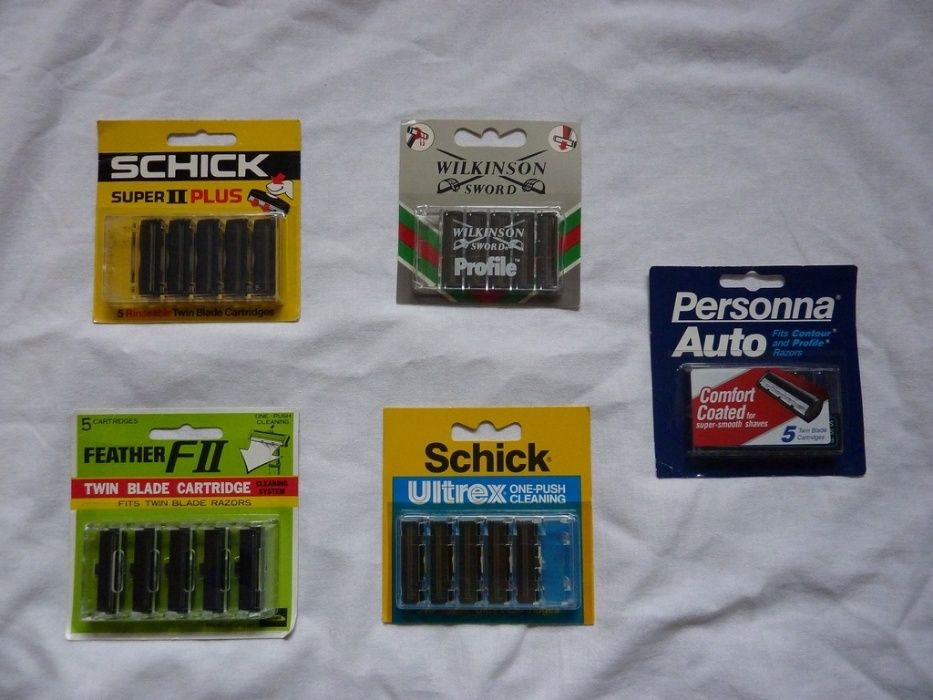 SCHICK
SUPER II PLUS
5 Rinseable Twin Blade Cartridges
WILKINSON
SWORD
WILKINSON
SWORD
Profile™
Personna®
Auto
Fits Contour*
and Profile*
Razors
Comfort
Coated for
super-smooth shaves
5 Twin Blade
Cartridges
5 CARTRIDGES
ONE-PUSH
CLEANING
FEATHER FII
TWIN BLADE CARTRIDGE
CLEANING
SYSTEM
FITS TWIN BLADE RAZORS
Schick®
Ultrex
ONE-PUSH
CLEANING